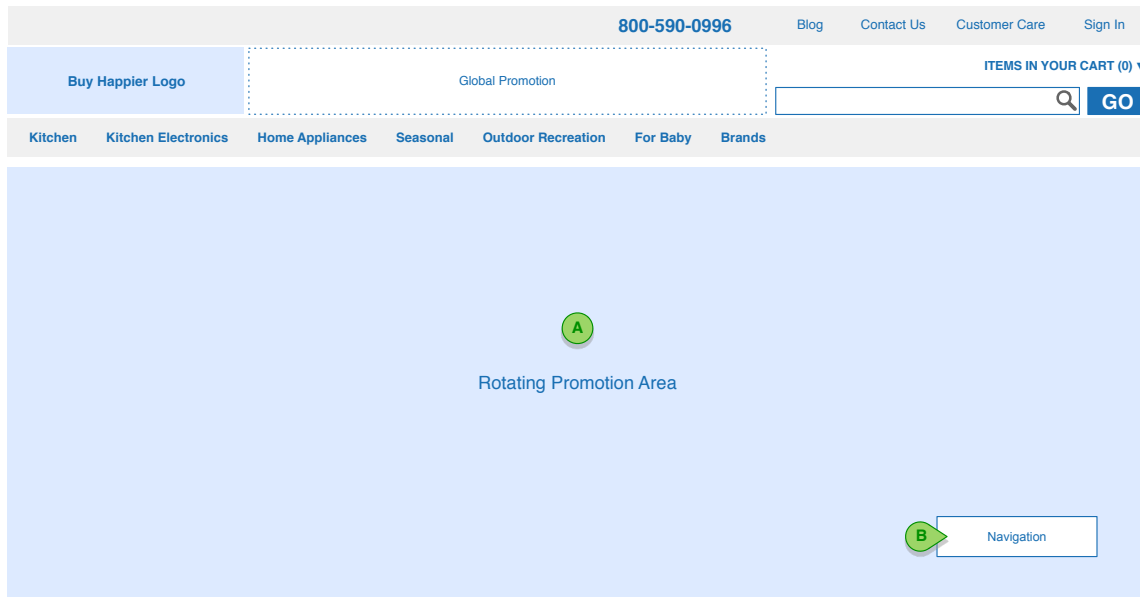 800-590-0996 Blog Contact Us Customer Care Sign In
ITEMS IN YOUR CART (0)
Buy Happier Logo
Global Promotion
GO
Kitchen Kitchen Electronics Home Appliances Seasonal Outdoor Recreation For Baby Brands
A
Rotating Promotion Area
B Navigation